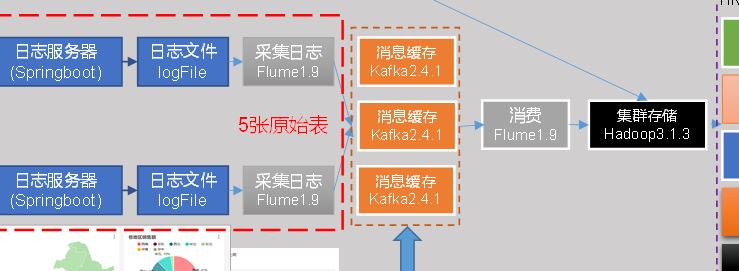 日志服务器
(Springboot)
日志文件
logFile
采集日志
Flume1.9
消息缓存
Kafka2.4.1
5张原始表
消息缓存
Kafka2.4.1
消费
Flume1.9
集群存储
Hadoop3.1.3
日志服务器
(Springboot)
日志文件
logFile
采集日志
Flume1.9
消息缓存
Kafka2.4.1